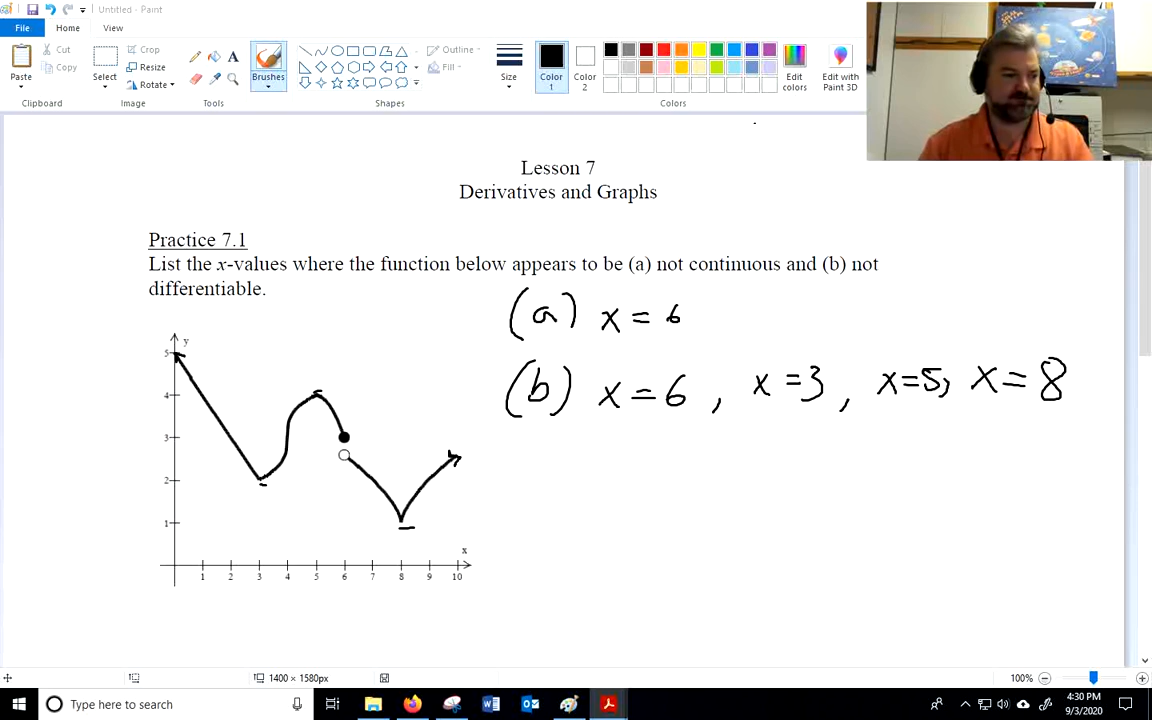 Untitled - Paint
File Home View
Paste
Cut
Copy
Clipboard
Select
Crop
Resize
Rotate
Image
A
Tools
Brushes
Shapes
Outline
Fill
Size
Color 1
Color 2
Colors
Edit colors
Edit with Paint 3D
Lesson 7
Derivatives and Graphs
Practice 7.1
List the x-values where the function below appears to be (a) not continuous and (b) not
differentiable.
(a) x = 6
(b) x = 6 , x = 3 , x = 5, x = 8
y
5
4
3
2
1
x
1 2 3 4 5 6 7 8 9 10
1400 × 1580px
100%
Type here to search
4:30 PM
9/3/2020